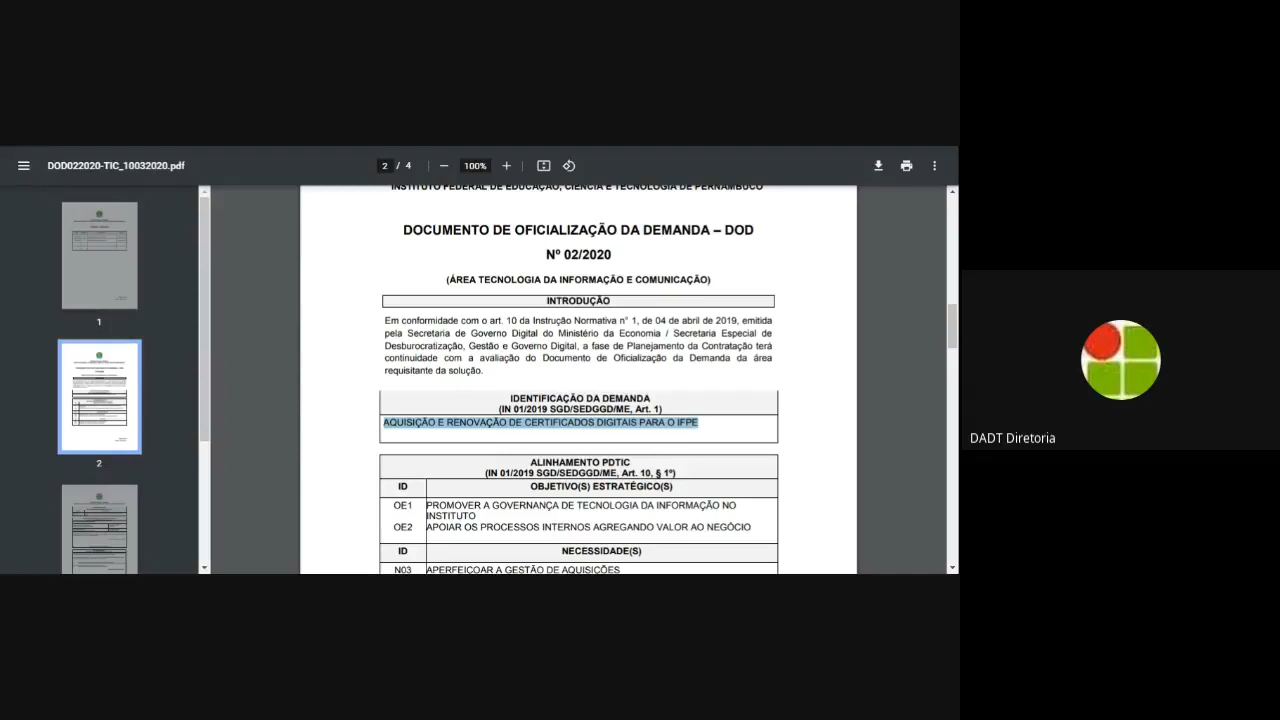 DOD022020-TIC_10032020.pdf
2 / 4
100%
INSTITUTO FEDERAL DE EDUCAÇÃO, CIÊNCIA E TECNOLOGIA DE PERNAMBUCO
DOCUMENTO DE OFICIALIZAÇÃO DA DEMANDA – DOD
Nº 02/2020
(ÁREA TECNOLOGIA DA INFORMAÇÃO E COMUNICAÇÃO)
INTRODUÇÃO
Em conformidade com o art. 10 da Instrução Normativa n° 1, de 04 de abril de 2019, emitida
pela Secretaria de Governo Digital do Ministério da Economia / Secretaria Especial de
Desburocratização, Gestão e Governo Digital, a fase de Planejamento da Contratação terá
continuidade com a avaliação do Documento de Oficialização da Demanda da área
requisitante da solução.
IDENTIFICAÇÃO DA DEMANDA
(IN 01/2019 SGD/SEDGGD/ME, Art. 1)
AQUISIÇÃO E RENOVAÇÃO DE CERTIFICADOS DIGITAIS PARA O IFPE
ALINHAMENTO PDTIC
(IN 01/2019 SGD/SEDGGD/ME, Art. 10, § 1º)
ID OBJETIVO(S) ESTRATÉGICO(S)
OE1 PROMOVER A GOVERNANÇA DE TECNOLOGIA DA INFORMAÇÃO NO
INSTITUTO
OE2 APOIAR OS PROCESSOS INTERNOS AGREGANDO VALOR AO NEGÓCIO
ID NECESSIDADE(S)
N03 APERFEIÇOAR A GESTÃO DE AQUISIÇÕES
1
2
DADT Diretoria